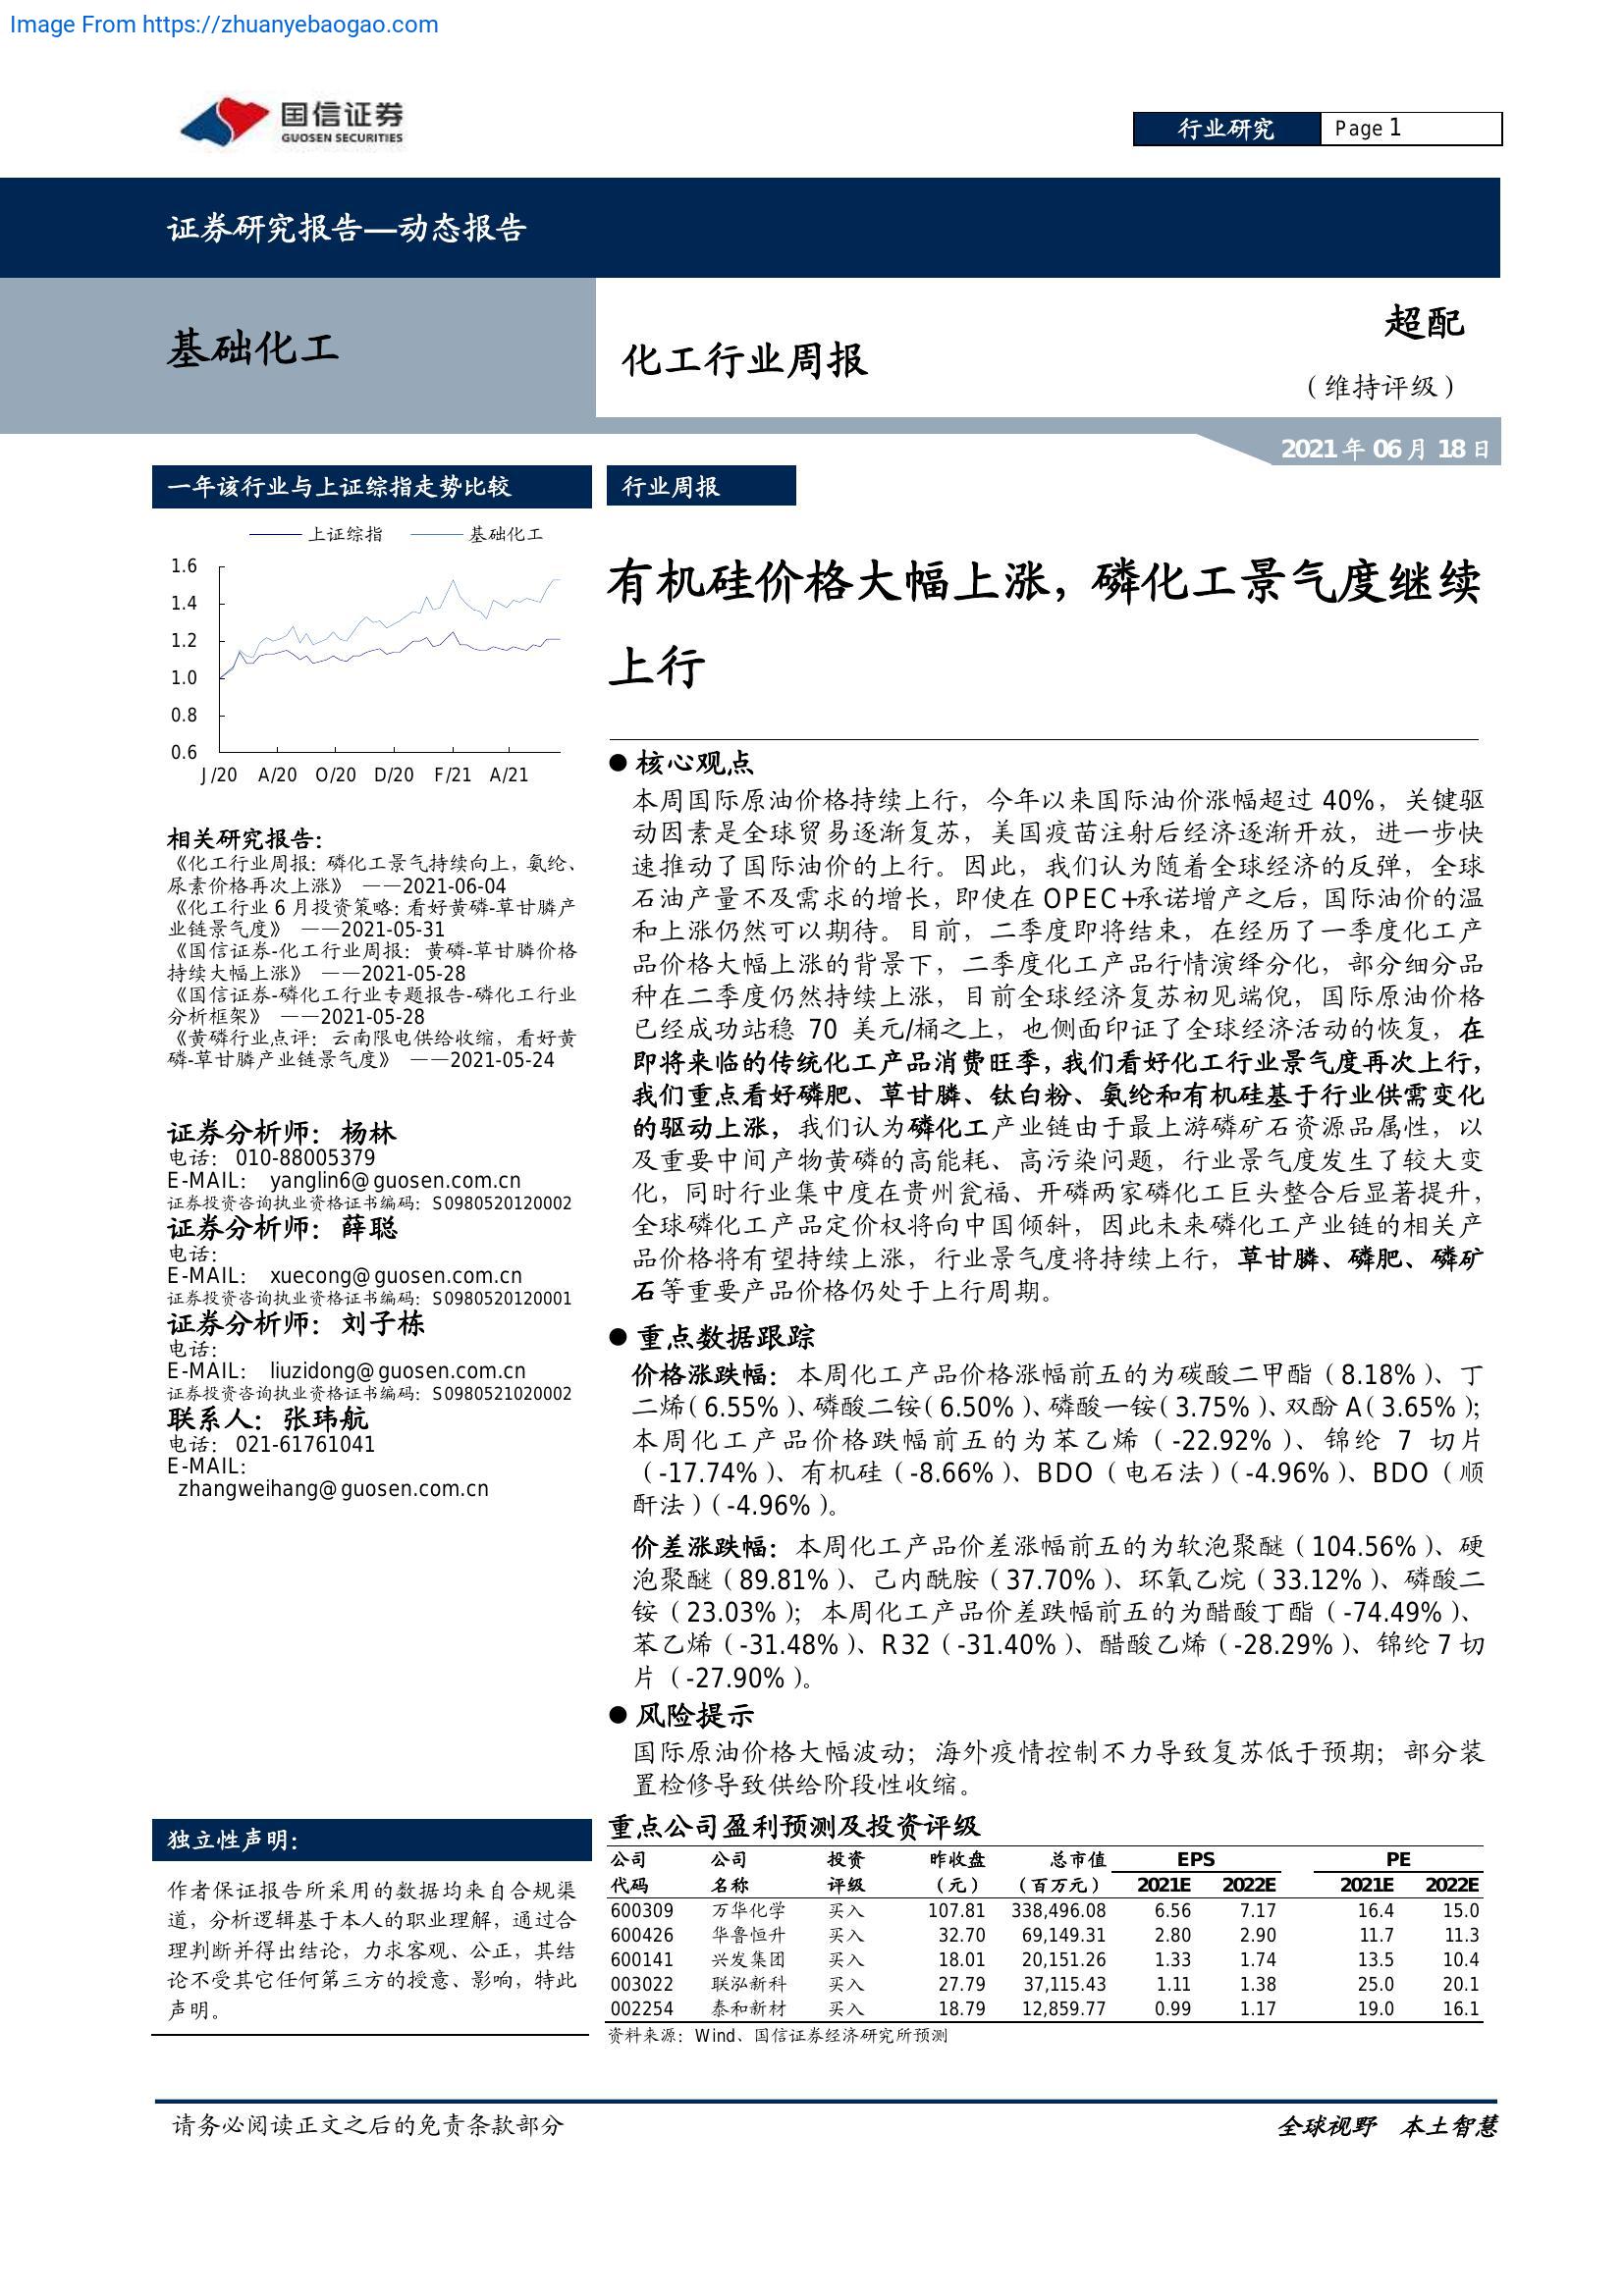 Image From https://zhuanyebaogao.com
国信证券
GUOSEN SECURITIES
行业研究
Page 1
证券研究报告—动态报告
基础化工
化工行业周报
超配
（维持评级）
2021 年 06 月 18 日
一年该行业与上证综指走势比较
上证综指 基础化工
1.6
1.4
1.2
1.0
0.8
0.6
J/20 A/20 O/20 D/20 F/21 A/21
相关研究报告：
《化工行业周报：磷化工景气持续向上，氨纶、
尿素价格再次上涨》 ——2021-06-04
《化工行业 6 月投资策略：看好黄磷-草甘膦产
业链景气度》 ——2021-05-31
《国信证券-化工行业周报：黄磷-草甘膦价格
持续大幅上涨》 ——2021-05-28
《国信证券-磷化工行业专题报告-磷化工行业
分析框架》 ——2021-05-28
《黄磷行业点评：云南限电供给收缩，看好黄
磷-草甘膦产业链景气度》 ——2021-05-24
证券分析师：杨林
电话： 010-88005379
E-MAIL： yanglin6@guosen.com.cn
证券投资咨询执业资格证书编码：S0980520120002
证券分析师：薛聪
电话：
E-MAIL： xuecong@guosen.com.cn
证券投资咨询执业资格证书编码：S0980520120001
证券分析师：刘子栋
电话：
E-MAIL： liuzidong@guosen.com.cn
证券投资咨询执业资格证书编码：S0980521020002
联系人：张玮航
电话： 021-61761041
E-MAIL：
zhangweihang@guosen.com.cn
独立性声明：
作者保证报告所采用的数据均来自合规渠
道，分析逻辑基于本人的职业理解，通过合
理判断并得出结论，力求客观、公正，其结
论不受其它任何第三方的授意、影响，特此
声明。
行业周报
有机硅价格大幅上涨，磷化工景气度继续
上行
● 核心观点
本周国际原油价格持续上行，今年以来国际油价涨幅超过 40%，关键驱
动因素是全球贸易逐渐复苏，美国疫苗注射后经济逐渐开放，进一步快
速推动了国际油价的上行。因此，我们认为随着全球经济的反弹，全球
石油产量不及需求的增长，即使在 OPEC+承诺增产之后，国际油价的温
和上涨仍然可以期待。目前，二季度即将结束，在经历了一季度化工产
品价格大幅上涨的背景下，二季度化工产品行情演绎分化，部分细分品
种在二季度仍然持续上涨，目前全球经济复苏初见端倪，国际原油价格
已经成功站稳 70 美元/桶之上，也侧面印证了全球经济活动的恢复，在
即将来临的传统化工产品消费旺季，我们看好化工行业景气度再次上行，
我们重点看好磷肥、草甘膦、钛白粉、氨纶和有机硅基于行业供需变化
的驱动上涨，我们认为磷化工产业链由于最上游磷矿石资源品属性，以
及重要中间产物黄磷的高能耗、高污染问题，行业景气度发生了较大变
化，同时行业集中度在贵州瓮福、开磷两家磷化工巨头整合后显著提升，
全球磷化工产品定价权将向中国倾斜，因此未来磷化工产业链的相关产
品价格将有望持续上涨，行业景气度将持续上行，草甘膦、磷肥、磷矿
石等重要产品价格仍处于上行周期。
● 重点数据跟踪
价格涨跌幅：本周化工产品价格涨幅前五的为碳酸二甲酯（8.18%）、丁
二烯（6.55%）、磷酸二铵（6.50%）、磷酸一铵（3.75%）、双酚 A（3.65%）；
本周化工产品价格跌幅前五的为苯乙烯（-22.92%）、锦纶 7 切片
（-17.74%）、有机硅（-8.66%）、BDO（电石法）（-4.96%）、BDO（顺
酐法）（-4.96%）。
价差涨跌幅：本周化工产品价差涨幅前五的为软泡聚醚（104.56%）、硬
泡聚醚（89.81%）、己内酰胺（37.70%）、环氧乙烷（33.12%）、磷酸二
铵（23.03%）；本周化工产品价差跌幅前五的为醋酸丁酯（-74.49%）、
苯乙烯（-31.48%）、R32（-31.40%）、醋酸乙烯（-28.29%）、锦纶 7 切
片（-27.90%）。
● 风险提示
国际原油价格大幅波动；海外疫情控制不力导致复苏低于预期；部分装
置检修导致供给阶段性收缩。
重点公司盈利预测及投资评级
公司 公司 投资 昨收盘 总市值 EPS PE
代码 名称 评级 （元） （百万元） 2021E 2022E 2021E 2022E
600309 万华化学 买入 107.81 338,496.08 6.56 7.17 16.4 15.0
600426 华鲁恒升 买入 32.70 69,149.31 2.80 2.90 11.7 11.3
600141 兴发集团 买入 18.01 20,151.26 1.33 1.74 13.5 10.4
003022 联泓新科 买入 27.79 37,115.43 1.11 1.38 25.0 20.1
002254 泰和新材 买入 18.79 12,859.77 0.99 1.17 19.0 16.1
资料来源：Wind、国信证券经济研究所预测
请务必阅读正文之后的免责条款部分
全球视野 本土智慧